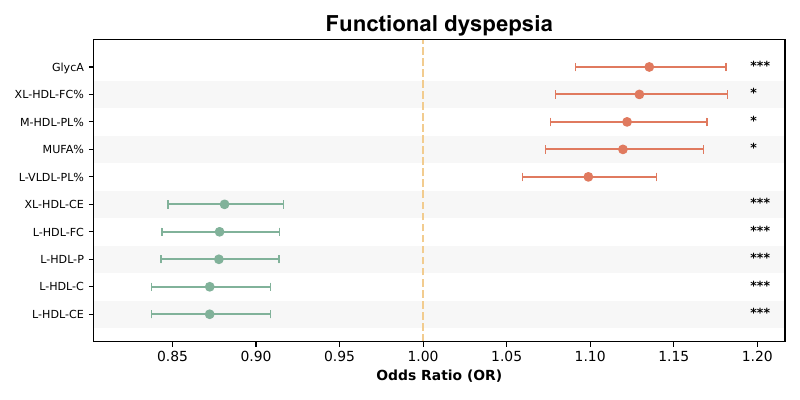 Functional dyspepsia
GlycA ***
XL-HDL-FC% *
M-HDL-PL% *
MUFA% *
L-VLDL-PL%
XL-HDL-CE ***
L-HDL-FC ***
L-HDL-P ***
L-HDL-C ***
L-HDL-CE ***
0.85 0.90 0.95 1.00 1.05 1.10 1.15 1.20
Odds Ratio (OR)